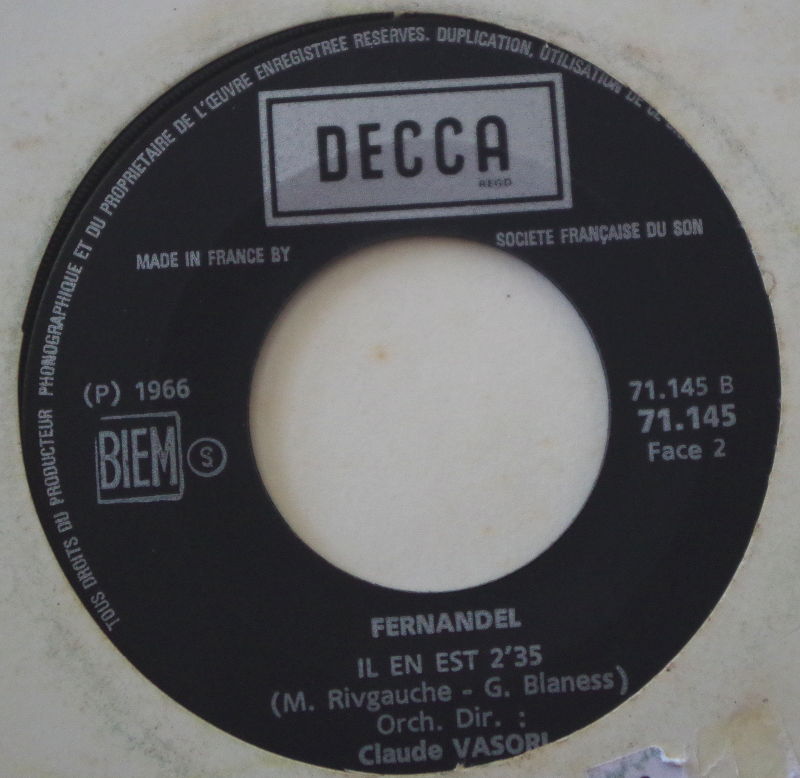 TOUS DROITS DU PRODUCTEUR PHONOGRAPHIQUE ET DU PROPRIETAIRE DE L'ŒUVRE ENREGISTREE RESERVES. DUPLICATION, UTILISATION DE CE
DECCA
REGD
MADE IN FRANCE BY
SOCIETE FRANÇAISE DU SON
(P) 1966
BIEM
S
71.145 B
71.145
Face 2
FERNANDEL
IL EN EST 2'35
(M. Rivgauche - G. Blaness)
Orch. Dir. :
Claude VASORI